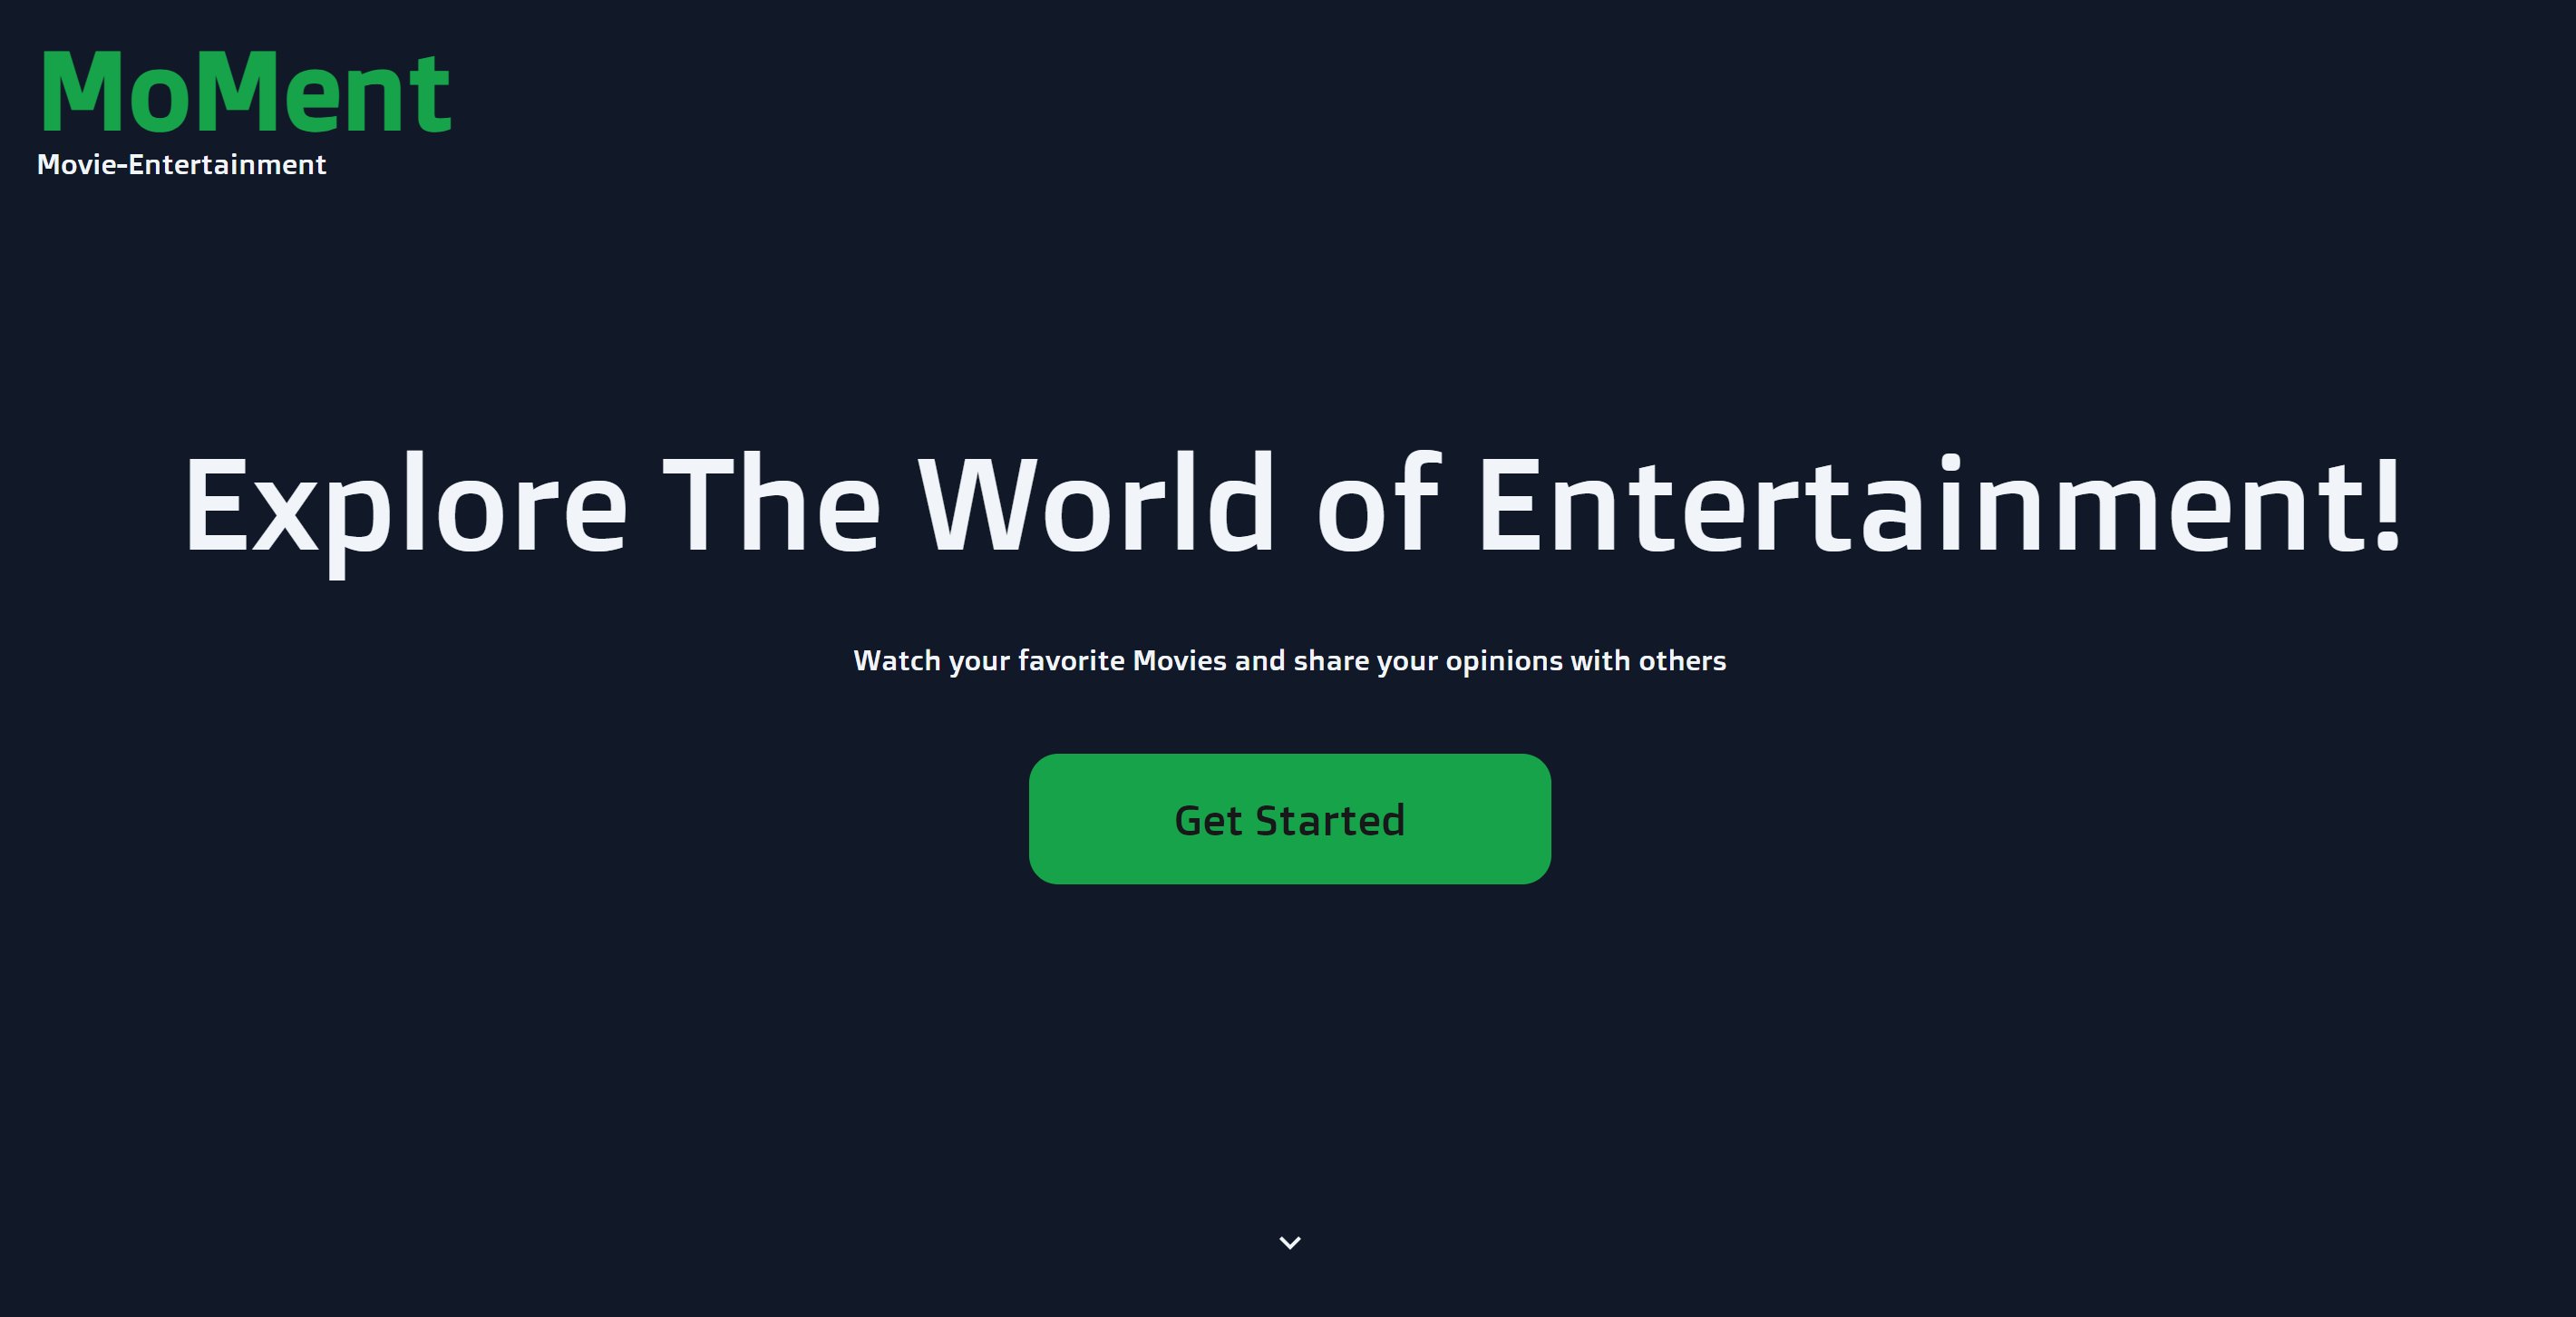 MoMent
Movie-Entertainment
Explore The World of Entertainment!
Watch your favorite Movies and share your opinions with others
Get Started